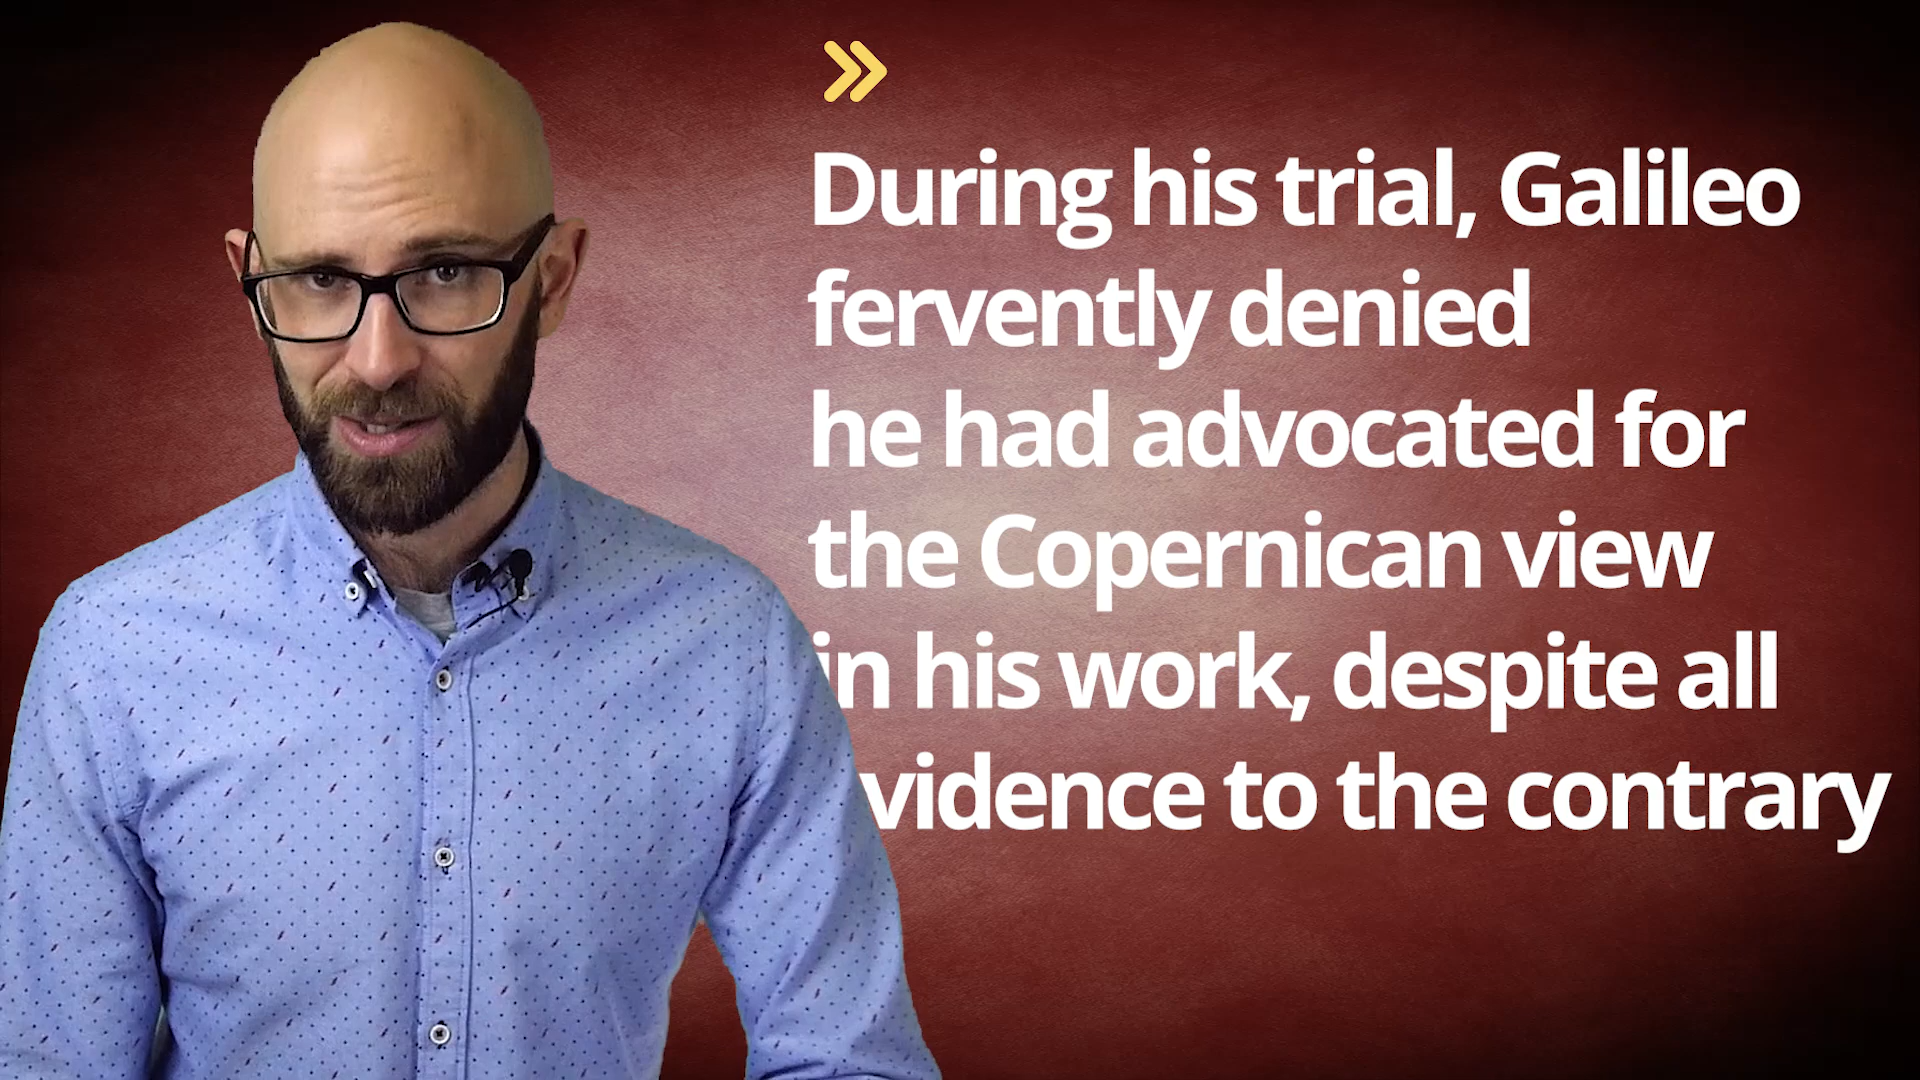 During his trial, Galileo
fervently denied
he had advocated for
the Copernican view
in his work, despite all
vidence to the contrary